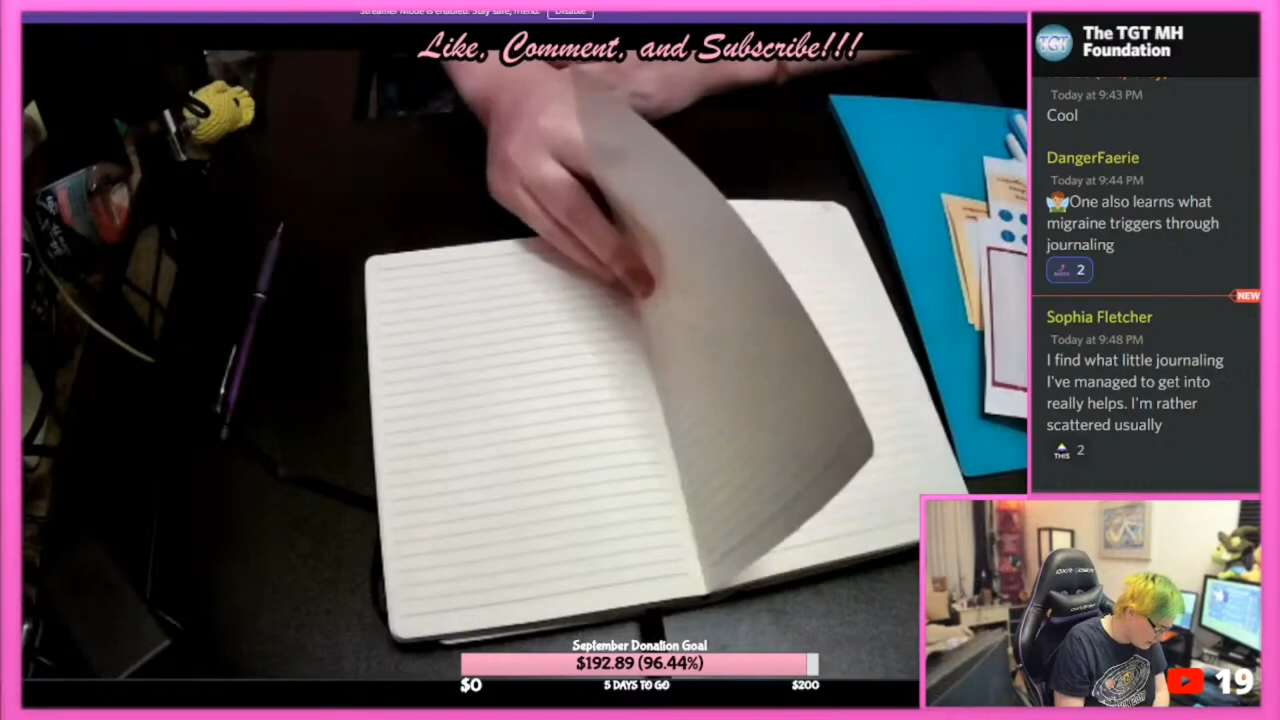 Streamer Mode is enabled. Stay safe, friend. Disable
Like, Comment, and Subscribe!!!
TGT
The TGT MH
Foundation
Today at 9:43 PM
Cool
DangerFaerie
Today at 9:44 PM
One also learns what
migraine triggers through
journaling
2
NEW
Sophia Fletcher
Today at 9:48 PM
I find what little journaling
I've managed to get into
really helps. I'm rather
scattered usually
THIS 2
September Donation Goal
$192.89 (96.44%)
$0 5 DAYS TO GO $200
19